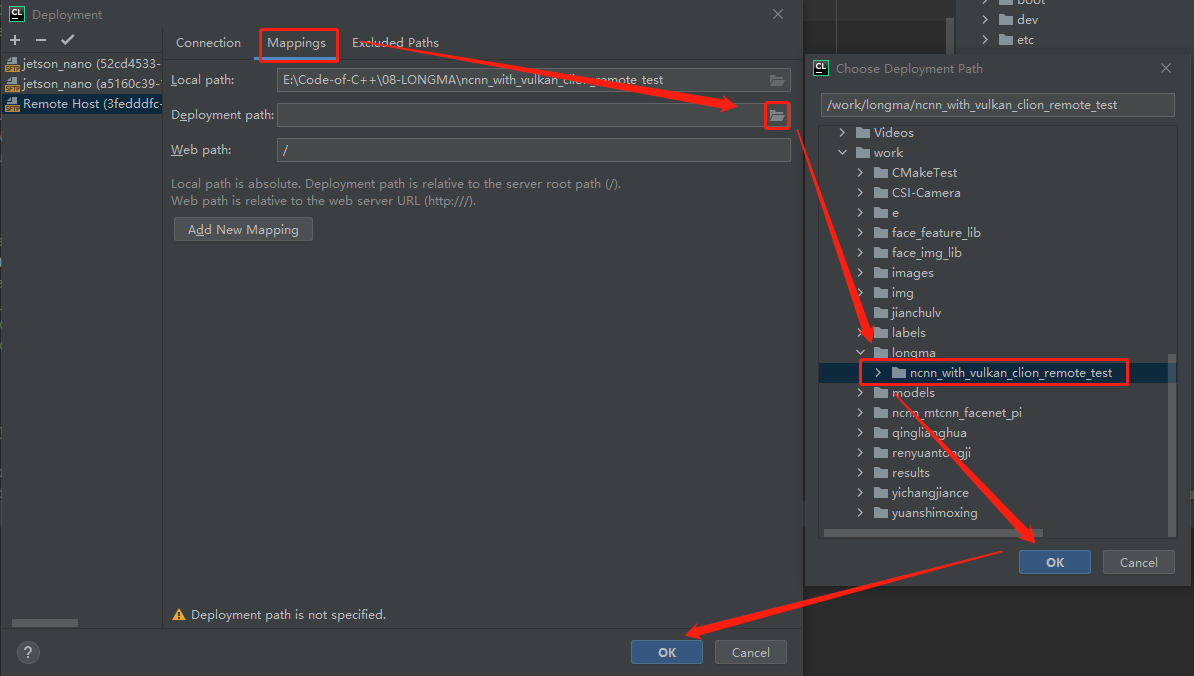 Deployment
Connection
Mappings
Excluded Paths
jetson_nano (52cd4533-
jetson_nano (a5160c39-
Remote Host (3fedddfc-
Local path:
E:\Code-of-C++\08-LONGMA\ncnn_with_vulkan_clion_remote_test
Deployment path:
Web path:
/
Local path is absolute. Deployment path is relative to the server root path (/).
Web path is relative to the web server URL (http:///).
Add New Mapping
Deployment path is not specified.
?
OK
Cancel
boot
dev
etc
Choose Deployment Path
/work/longma/ncnn_with_vulkan_clion_remote_test
Videos
work
CMakeTest
CSI-Camera
e
face_feature_lib
face_img_lib
images
img
jianchulv
labels
longma
ncnn_with_vulkan_clion_remote_test
models
ncnn_mtcnn_facenet_pi
qinglianghua
renyuantongji
results
yichangjiance
yuanshimoxing
OK
Cancel